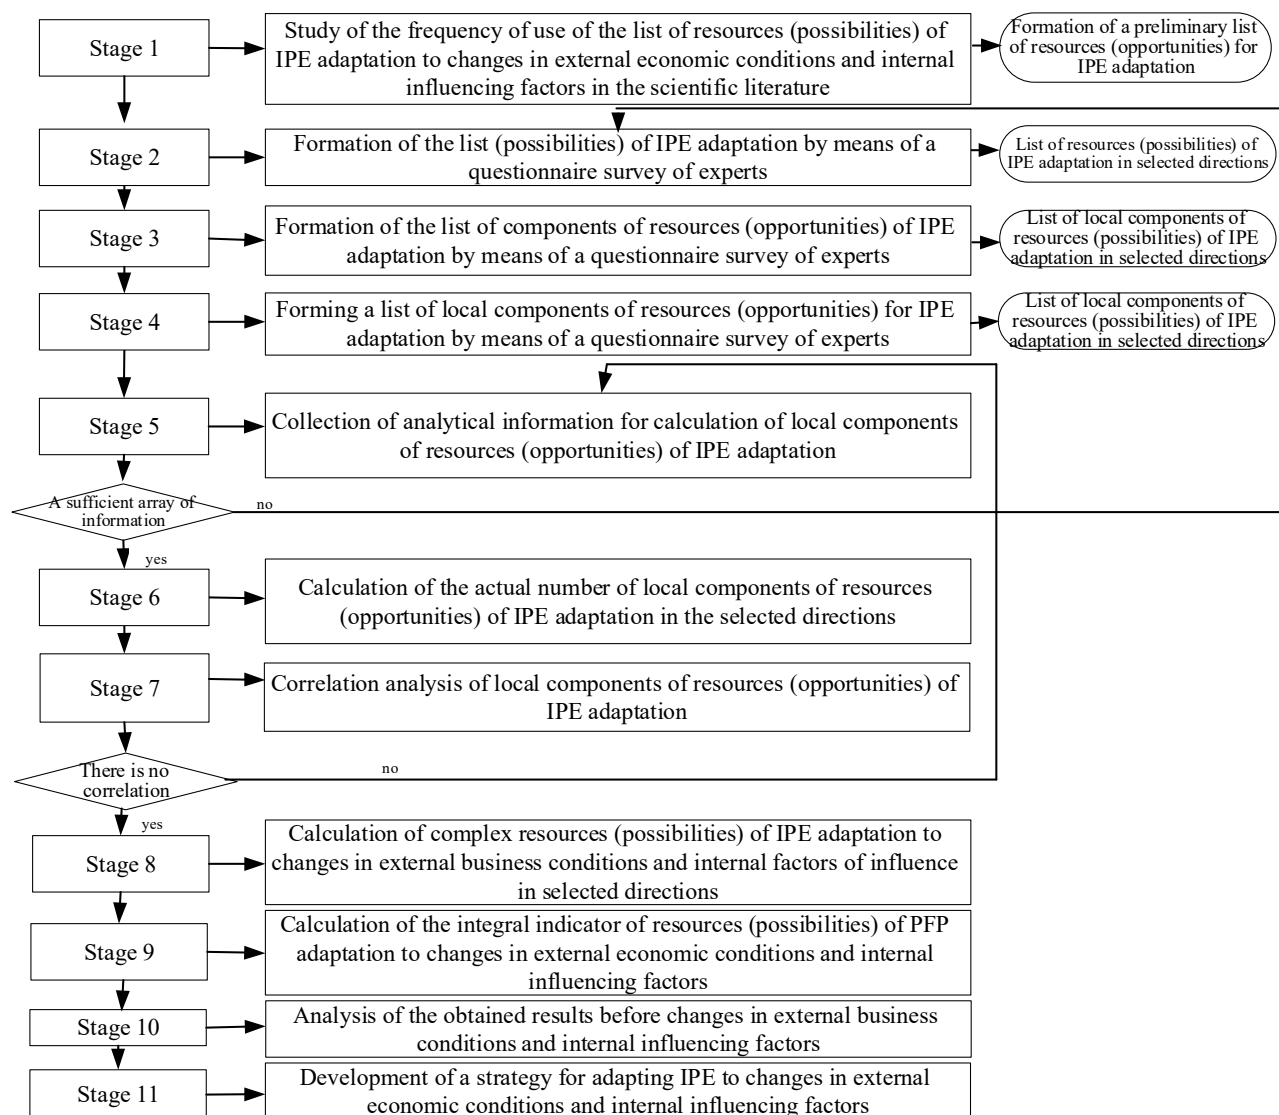 Stage 1
Study of the frequency of use of the list of resources (possibilities) of
IPE adaptation to changes in external economic conditions and internal
influencing factors in the scientific literature
Formation of a preliminary list
of resources (opportunities) for
IPE adaptation
Stage 2
Formation of the list (possibilities) of IPE adaptation by means of a
questionnaire survey of experts
List of resources (possibilities) of
IPE adaptation in selected directions
Stage 3
Formation of the list of components of resources (opportunities) of IPE
adaptation by means of a questionnaire survey of experts
List of local components of
resources (possibilities) of IPE
adaptation in selected directions
Stage 4
Forming a list of local components of resources (opportunities) for IPE
adaptation by means of a questionnaire survey of experts
List of local components of
resources (possibilities) of IPE
adaptation in selected directions
Stage 5
Collection of analytical information for calculation of local components
of resources (opportunities) of IPE adaptation
A sufficient array of
information
no
yes
Stage 6
Calculation of the actual number of local components of resources
(opportunities) of IPE adaptation in the selected directions
Stage 7
Correlation analysis of local components of resources (opportunities) of
IPE adaptation
There is no
correlation
no
yes
Stage 8
Calculation of complex resources (possibilities) of IPE adaptation to
changes in external business conditions and internal factors of influence
in selected directions
Stage 9
Calculation of the integral indicator of resources (possibilities) of PFP
adaptation to changes in external economic conditions and internal
influencing factors
Stage 10
Analysis of the obtained results before changes in external business
conditions and internal influencing factors
Stage 11
Development of a strategy for adapting IPE to changes in external
economic conditions and internal influencing factors